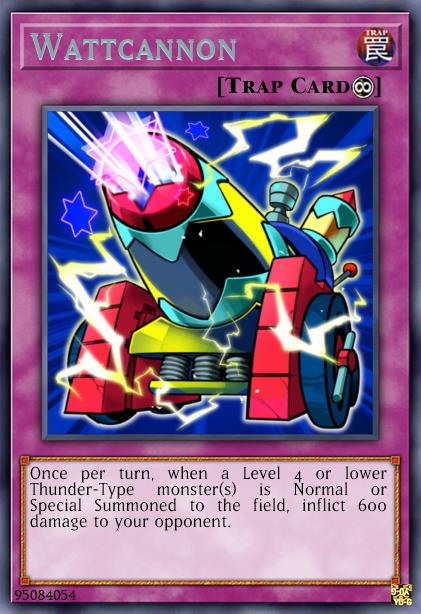 WATTCANNON
TRAP
罠
[TRAP CARD♾]
Once per turn, when a Level 4 or lower
Thunder-Type monster(s) is Normal or
Special Summoned to the field, inflict 600
damage to your opponent.
95084054